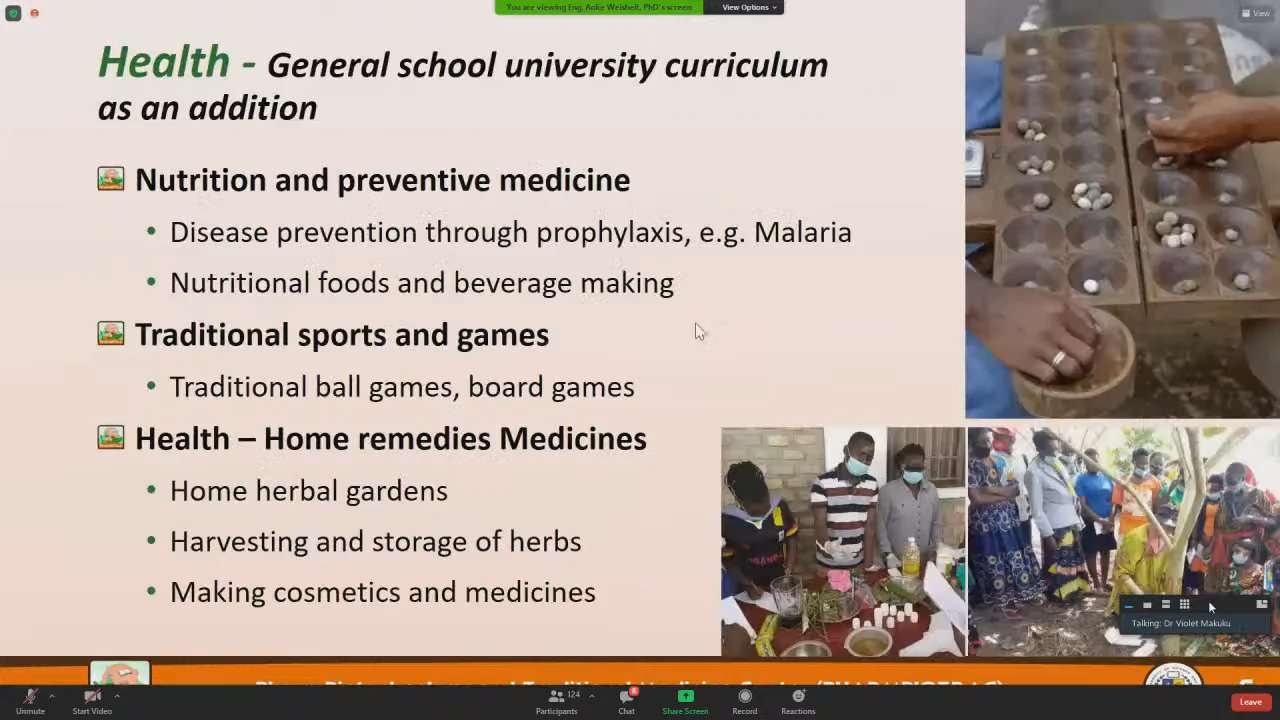 You are viewing Eng. Anke Weisheit, PhD's screen
View Options
View
Health - General school university curriculum
as an addition
Nutrition and preventive medicine
• Disease prevention through prophylaxis, e.g. Malaria
• Nutritional foods and beverage making
Traditional sports and games
• Traditional ball games, board games
Health – Home remedies Medicines
• Home herbal gardens
• Harvesting and storage of herbs
• Making cosmetics and medicines
Talking: Dr Violet Makuku
Unmute
Start Video
Participants
124
Chat
8
Share Screen
Record
Reactions
Leave